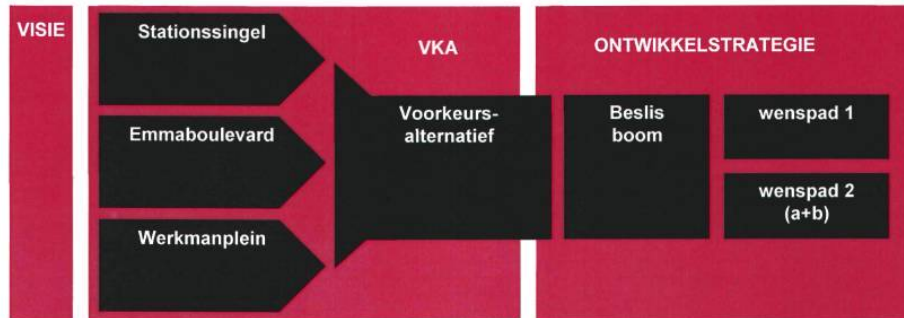 VISIE
Stationssingel
Emmaboulevard
Werkmanplein
VKA
Voorkeurs-
alternatief
ONTWIKKELSTRATEGIE
Beslis
boom
wenspad 1
wenspad 2
(a+b)